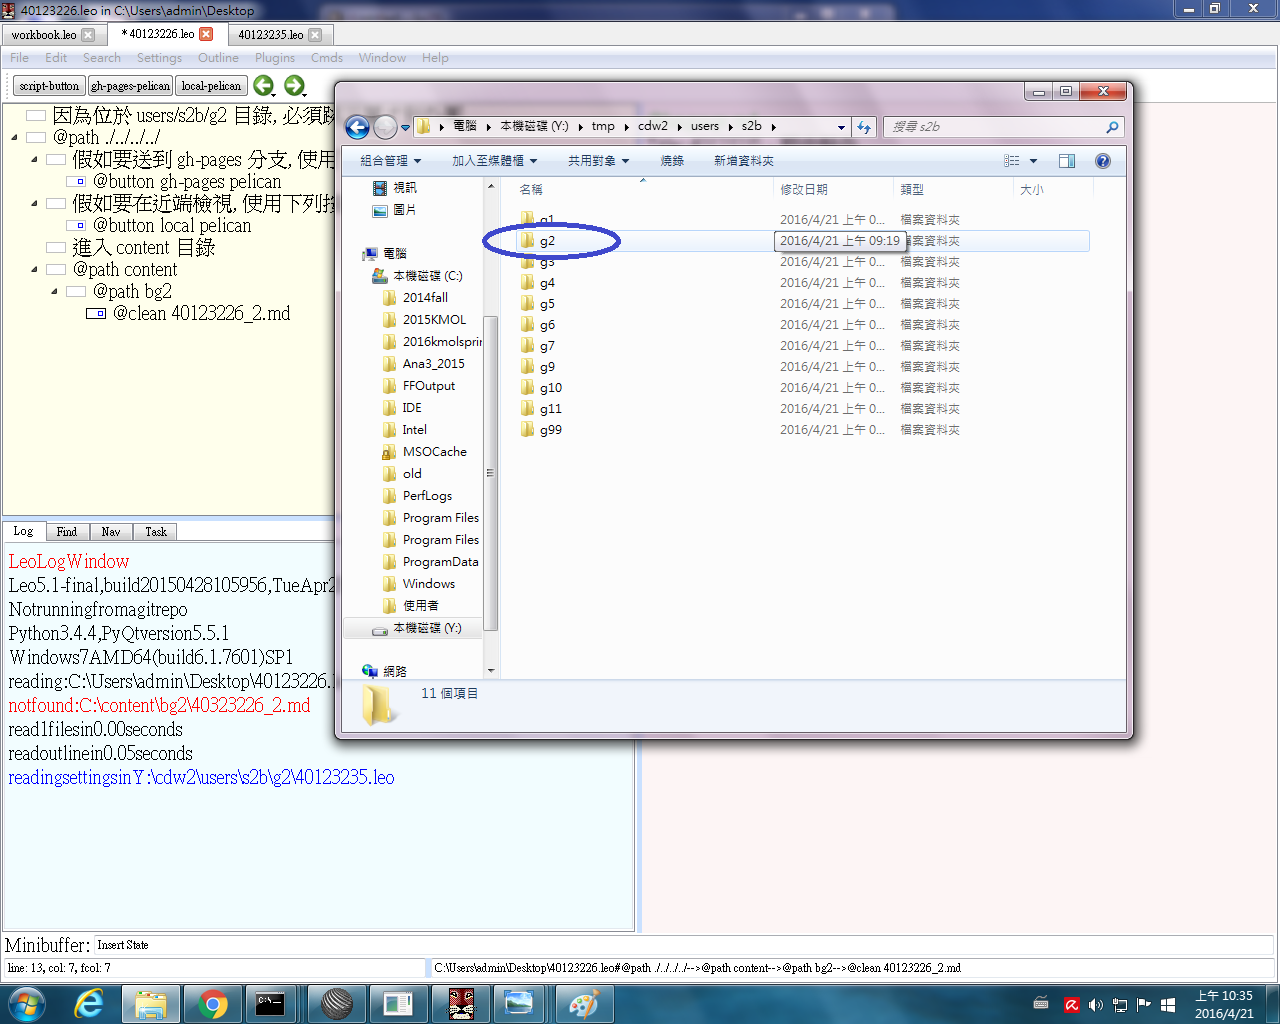 40123226.leo in C:\Users\admin\Desktop
workbook.leo
* 40123226.leo
40123235.leo
File Edit Search Settings Outline Plugins Cmds Window Help
script-button gh-pages-pelican local-pelican
因為位於 users/s2b/g2 目錄, 必須
@path ./../../../
假如要送到 gh-pages 分支, 使用
@button gh-pages pelican
假如要在近端檢視, 使用下列
@button local pelican
進入 content 目錄
@path content
@path bg2
@clean 40123226_2.md
Log Find Nav Task
LeoLogWindow
Leo5.1-final,build20150428105956,TueApr2
Notrunningfromagitrepo
Python3.4.4,PyQtversion5.5.1
Windows7AMD64(build6.1.7601)SP1
reading:C:\Users\admin\Desktop\40123226.
notfound:C:\content\bg2\40323226_2.md
read1filesin0.00seconds
readoutlinein0.05seconds
readingsettingsinY:\cdw2\users\s2b\g2\40123235.leo
Minibuffer: Insert State
line: 13, col: 7, fcol: 7
C:\Users\admin\Desktop\40123226.leo#@path ./../../../-->@path content-->@path bg2-->@clean 40123226_2.md
電腦 本機磁碟 (Y:) tmp cdw2 users s2b
搜尋 s2b
組合管理 加入至媒體櫃 共用對象 燒錄 新增資料夾
視訊
圖片
電腦
本機磁碟 (C:)
2014fall
2015KMOL
2016kmolsprin
Ana3_2015
FFOutput
IDE
Intel
MSOCache
old
PerfLogs
Program Files
Program Files
ProgramData
Windows
使用者
本機磁碟 (Y:)
網路
名稱 修改日期 類型 大小
g1 2016/4/21 上午 0... 檔案資料夾
g2 2016/4/21 上午 09:19 檔案資料夾
g3 2016/4/21 上午 0... 檔案資料夾
g4 2016/4/21 上午 0... 檔案資料夾
g5 2016/4/21 上午 0... 檔案資料夾
g6 2016/4/21 上午 0... 檔案資料夾
g7 2016/4/21 上午 0... 檔案資料夾
g9 2016/4/21 上午 0... 檔案資料夾
g10 2016/4/21 上午 0... 檔案資料夾
g11 2016/4/21 上午 0... 檔案資料夾
g99 2016/4/21 上午 0... 檔案資料夾
11 個項目
上午 10:35
2016/4/21